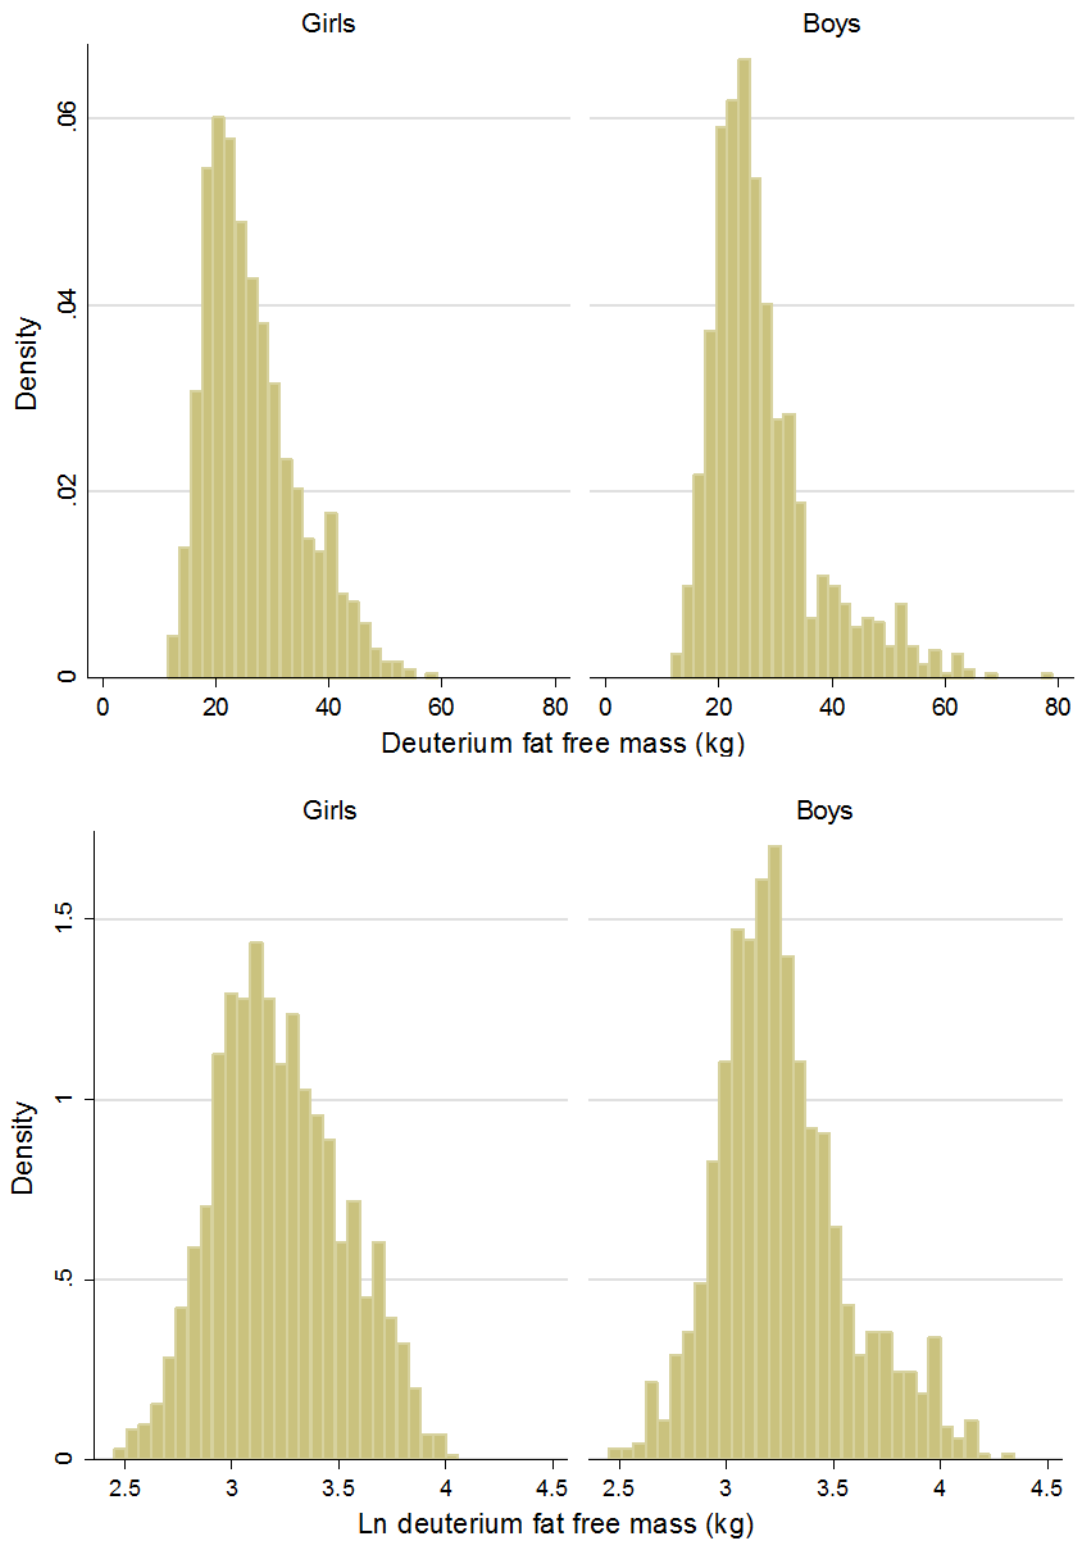 Girls Boys
Density
.06
.04
.02
0
0 20 40 60 80 0 20 40 60 80
Deuterium fat free mass (kg)
Girls Boys
Density
1.5
1
.5
0
2.5 3 3.5 4 4.5 2.5 3 3.5 4 4.5
Ln deuterium fat free mass (kg)